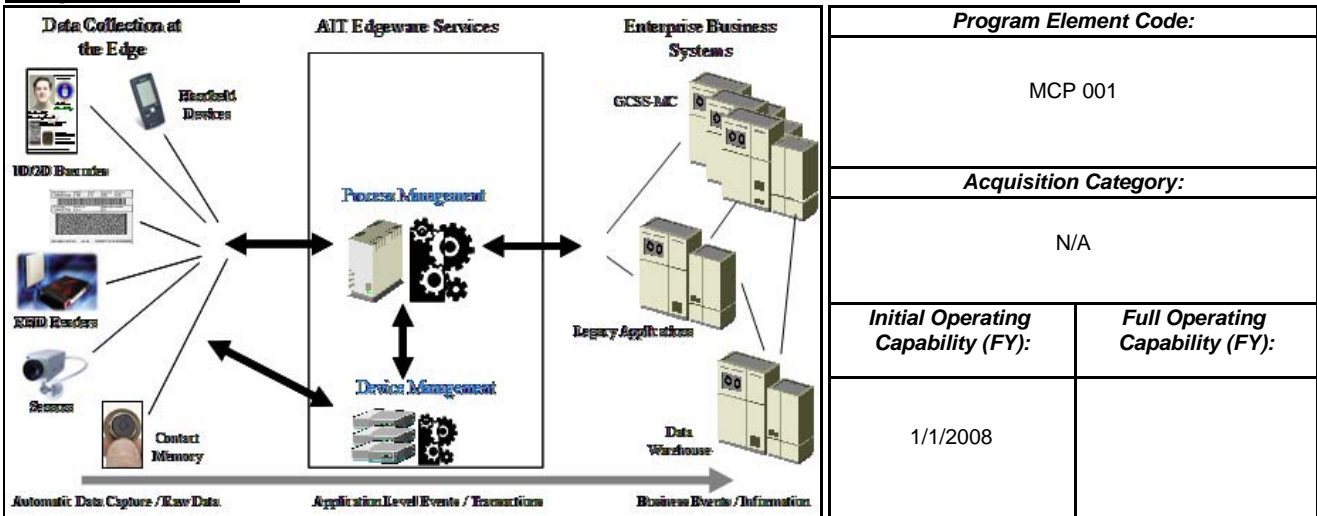 Data Collection at
the Edge
AIT Edgeware Services
Enterprise Business
Systems
Handheld
Devices
1D/2D Barcodes
RFID Readers
Sensors
Contact
Memory
Process Management
Device Management
GCSS-MC
Legacy Applications
Data
Warehouse
Automatic Data Capture / Raw Data
Application Level Events / Transactions
Business Events / Information
Program Element Code:
MCP 001
Acquisition Category:
N/A
Initial Operating
Capability (FY):
Full Operating
Capability (FY):
1/1/2008